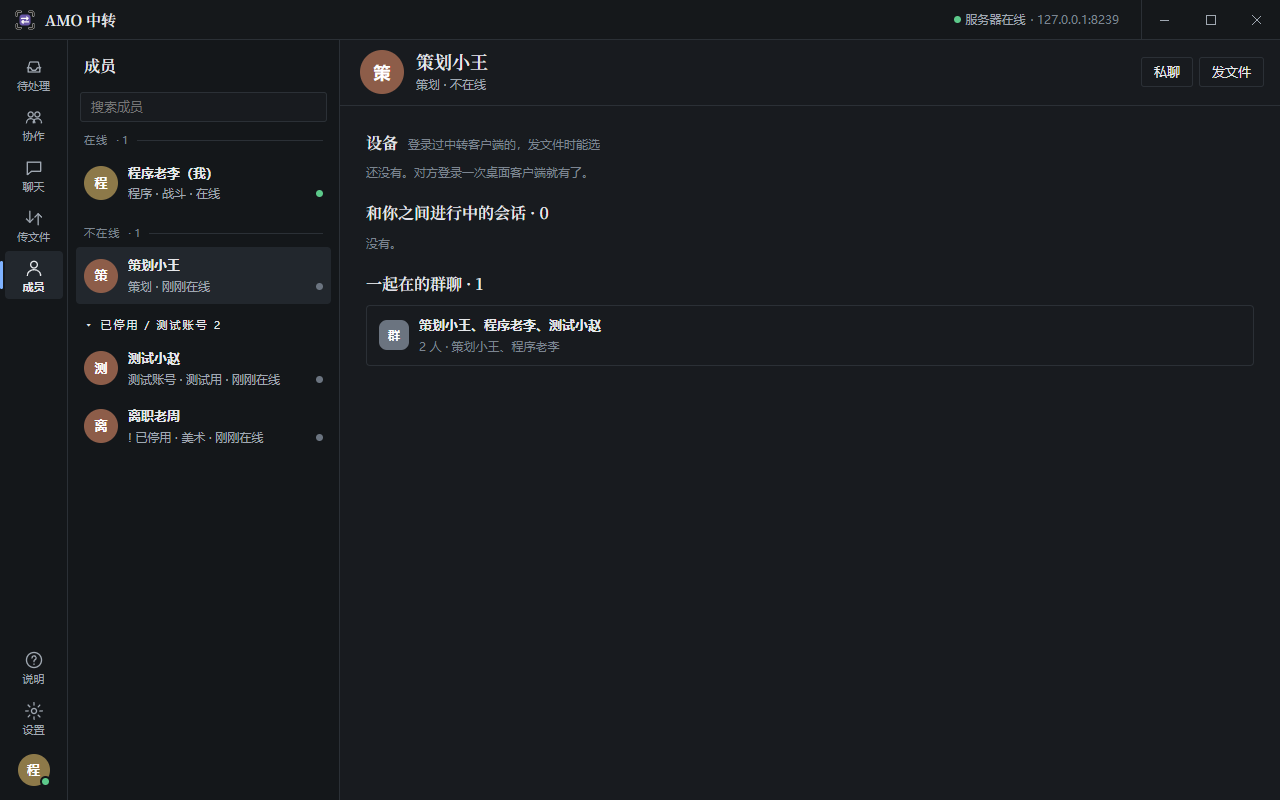 AMO 中转
服务器在线 · 127.0.0.1:8239
待处理
协作
聊天
传文件
成员
说明
设置
程
成员
搜索成员
在线 · 1
程
程序老李（我）
程序 · 战斗 · 在线
不在线 · 1
策
策划小王
策划 · 刚刚在线
已停用 / 测试账号 2
测
测试小赵
测试账号 · 测试用 · 刚刚在线
离
离职老周
! 已停用 · 美术 · 刚刚在线
策
策划小王
策划 · 不在线
私聊
发文件
设备 登录过中转客户端的，发文件时能选
还没有。对方登录一次桌面客户端就有了。
和你之间进行中的会话 · 0
没有。
一起在的群聊 · 1
群
策划小王、程序老李、测试小赵
2 人 · 策划小王、程序老李